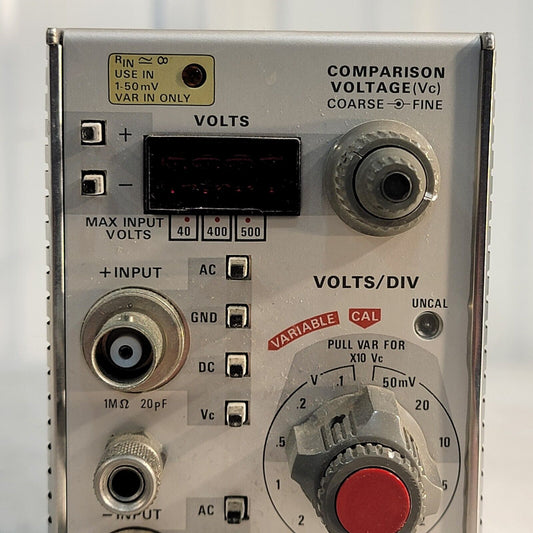 RIN ≃ ∞
USE IN
1-50mV
VAR IN ONLY
COMPARISON
VOLTAGE (Vc)
COARSE FINE
VOLTS
+
−
MAX INPUT
VOLTS
40 400 500
+INPUT
AC
GND
DC
Vc
1MΩ 20pF
−INPUT
AC
VOLTS/DIV
UNCAL
VARIABLE CAL
PULL VAR FOR
X10 Vc
V .1 50mV
.2 20
.5 10
1 5
2 2